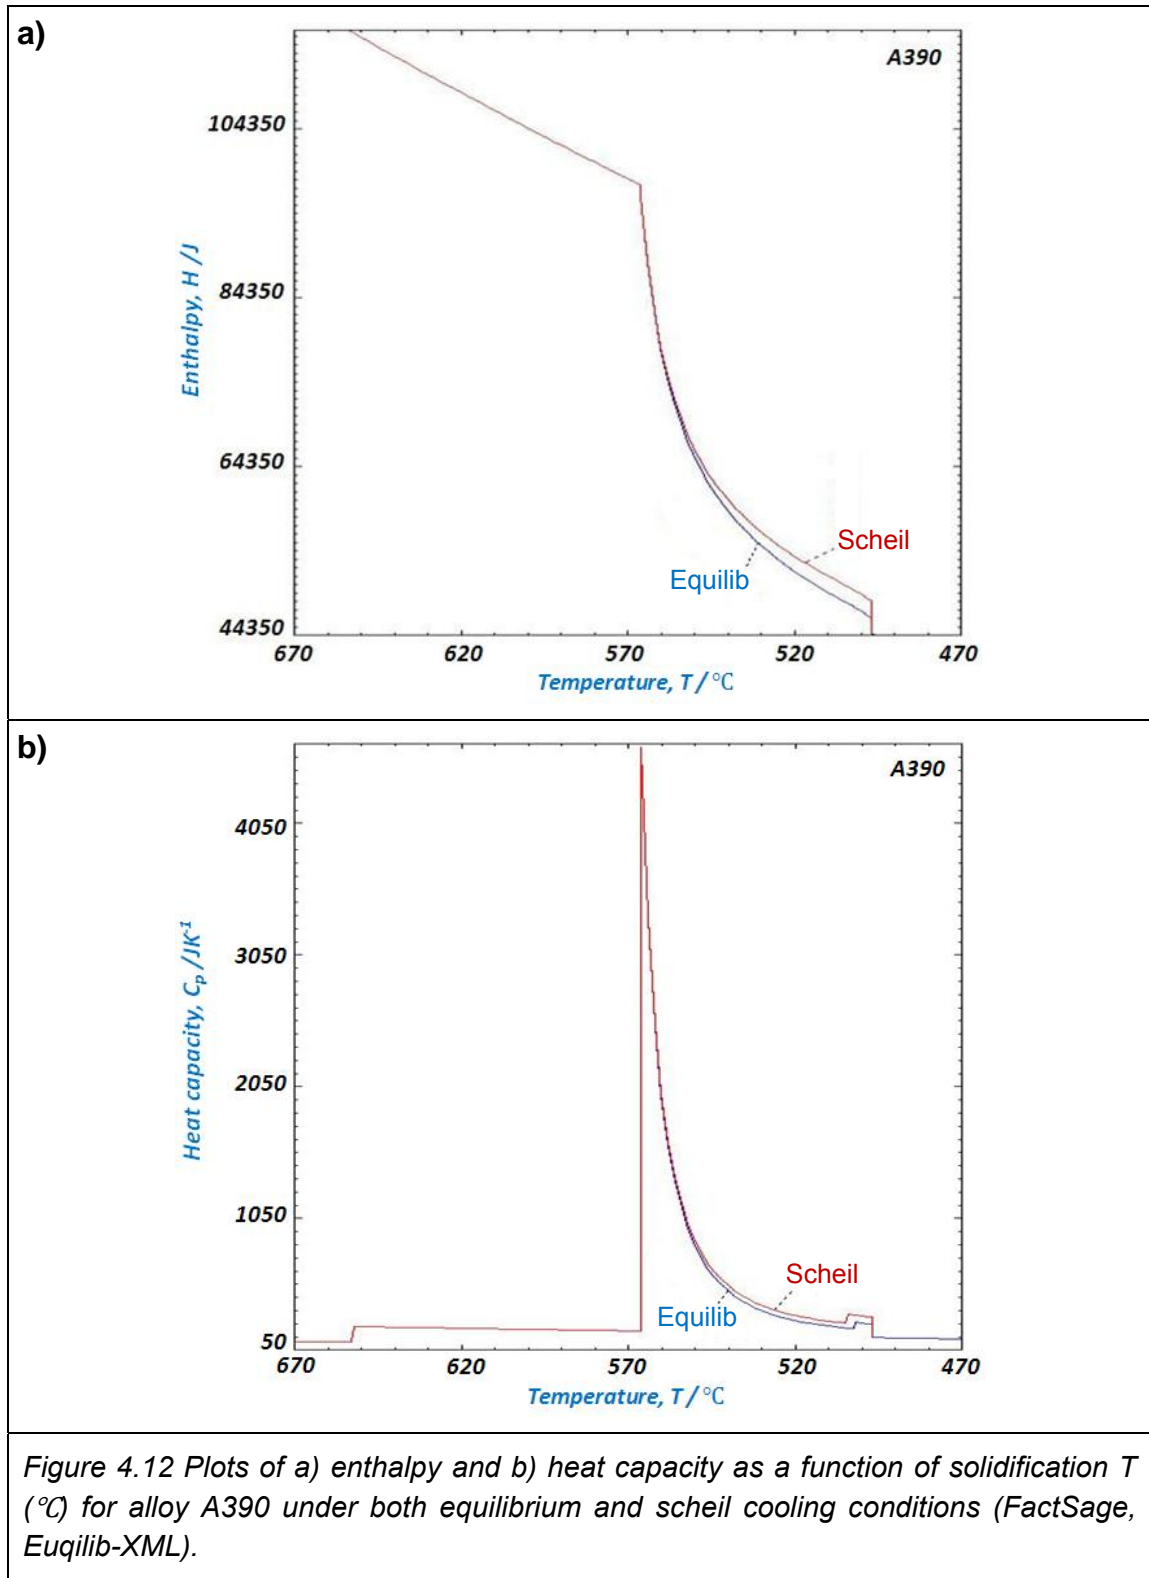 a)
A390
104350
84350
64350
44350
Enthalpy, H /J
Scheil
Equilib
670 620 570 520 470
Temperature, T / °C
b)
A390
4050
3050
2050
1050
50
Heat capacity, Cp /JK-1
Scheil
Equilib
670 620 570 520 470
Temperature, T / °C
Figure 4.12 Plots of a) enthalpy and b) heat capacity as a function of solidification T
(℃) for alloy A390 under both equilibrium and scheil cooling conditions (FactSage,
Euqilib-XML).